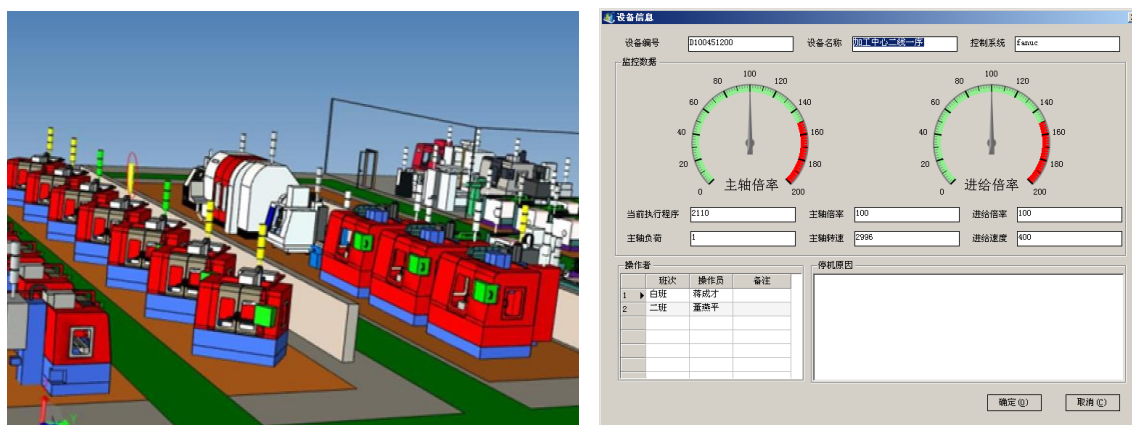 设备信息
设备编号 D100451200 设备名称 加工中心二线一序 控制系统 fanuc
监控数据
0 20 40 60 80 100 120 140 160 180 200
主轴倍率
0 20 40 60 80 100 120 140 160 180 200
进给倍率
当前执行程序 2110 主轴倍率 100 进给倍率 100
主轴负荷 1 主轴转速 2996 进给速度 400
操作者
班次 操作员 备注
1 白班 蒋成才
2 二班 董燕平
停机原因
确定(O) 取消(C)